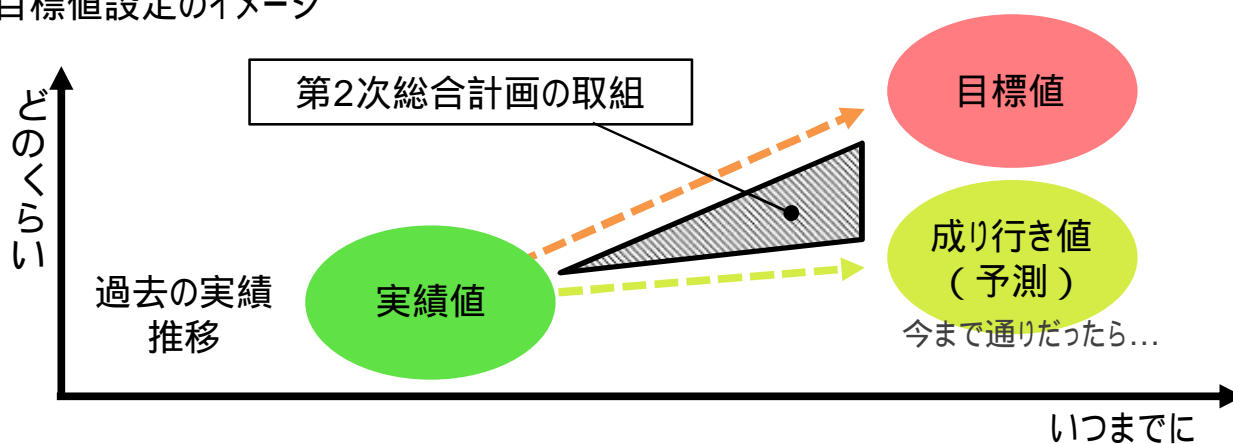 目標値設定のイメージ
第2次総合計画の取組
目標値
どのくらい
成り行き値
（予測）
過去の実績
推移
実績値
今まで通りだったら…
いつまでに